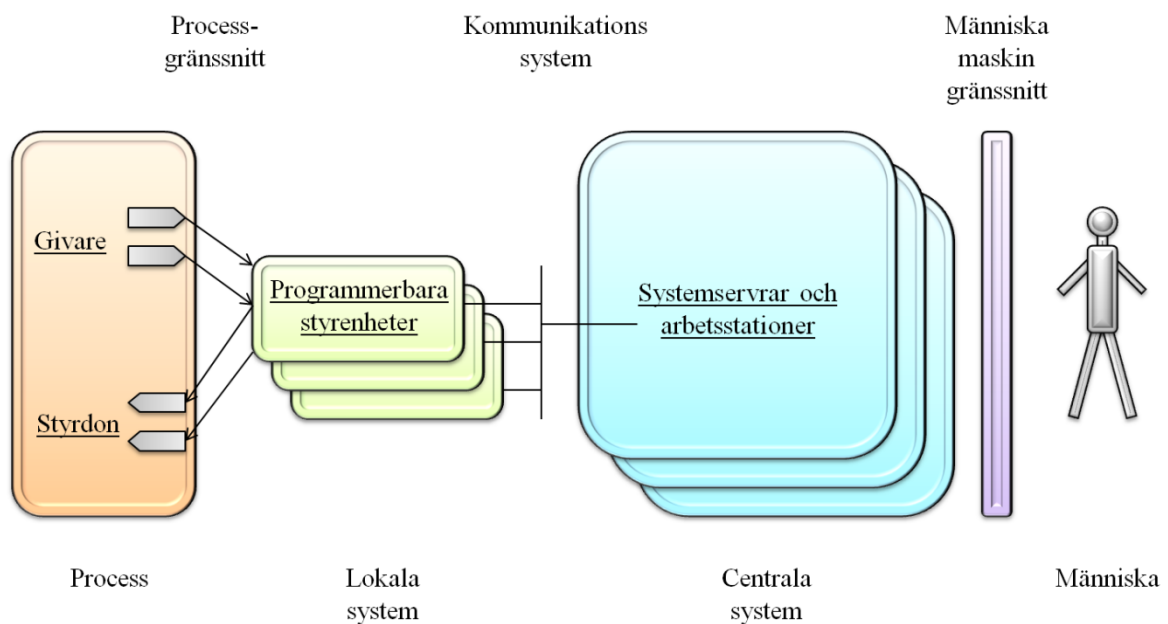 Process-
gränssnitt
Kommunikations
system
Människa
maskin
gränssnitt
Givare
Programmerbara
styrenheter
Systemservrar och
arbetsstationer
Styrdon
Process
Lokala
system
Centrala
system
Människa